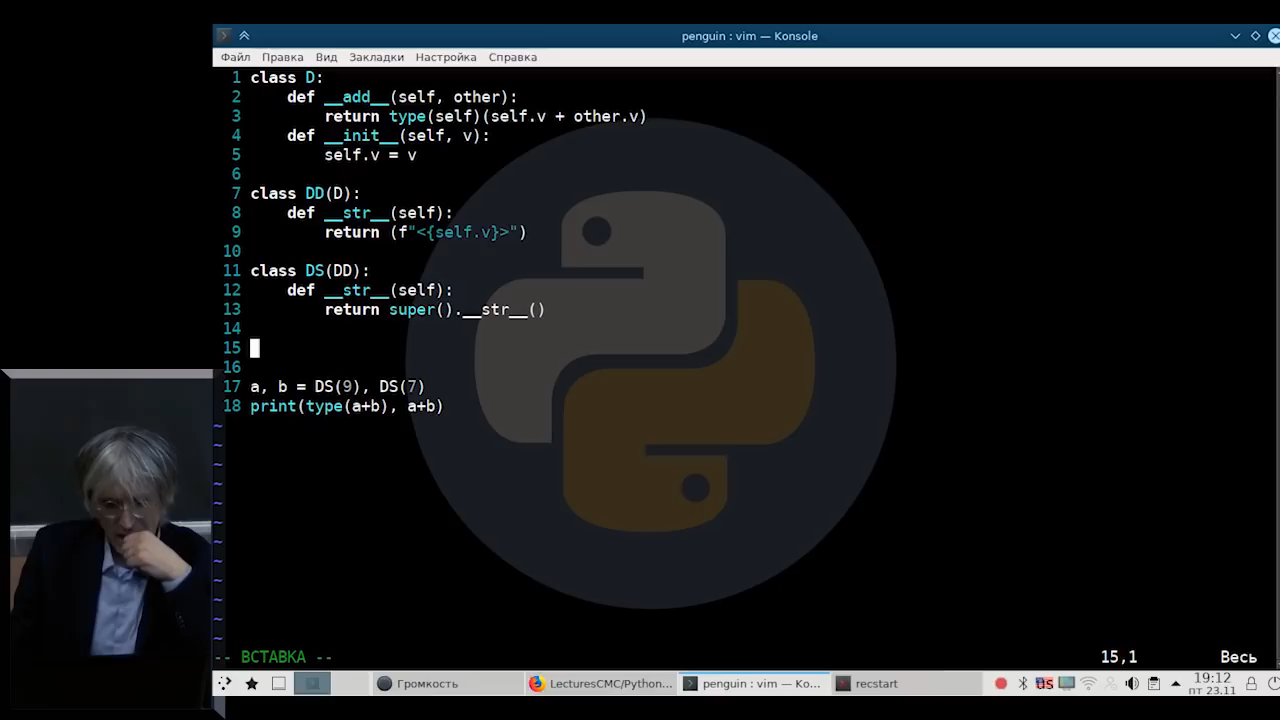 penguin : vim — Konsole
Файл Правка Вид Закладки Настройка Справка
1 class D:
2     def __add__(self, other):
3         return type(self)(self.v + other.v)
4     def __init__(self, v):
5         self.v = v
6
7 class DD(D):
8     def __str__(self):
9         return (f"<{self.v}>")
10
11 class DS(DD):
12     def __str__(self):
13         return super().__str__()
14
15
16
17 a, b = DS(9), DS(7)
18 print(type(a+b), a+b)
~
~
~
~
~
~
~
~
~
~
~
~
-- ВСТАВКА -- 15,1 Весь
Громкость LecturesCMC/Python... penguin : vim — Ko... recstart US 19:12
пт 23.11